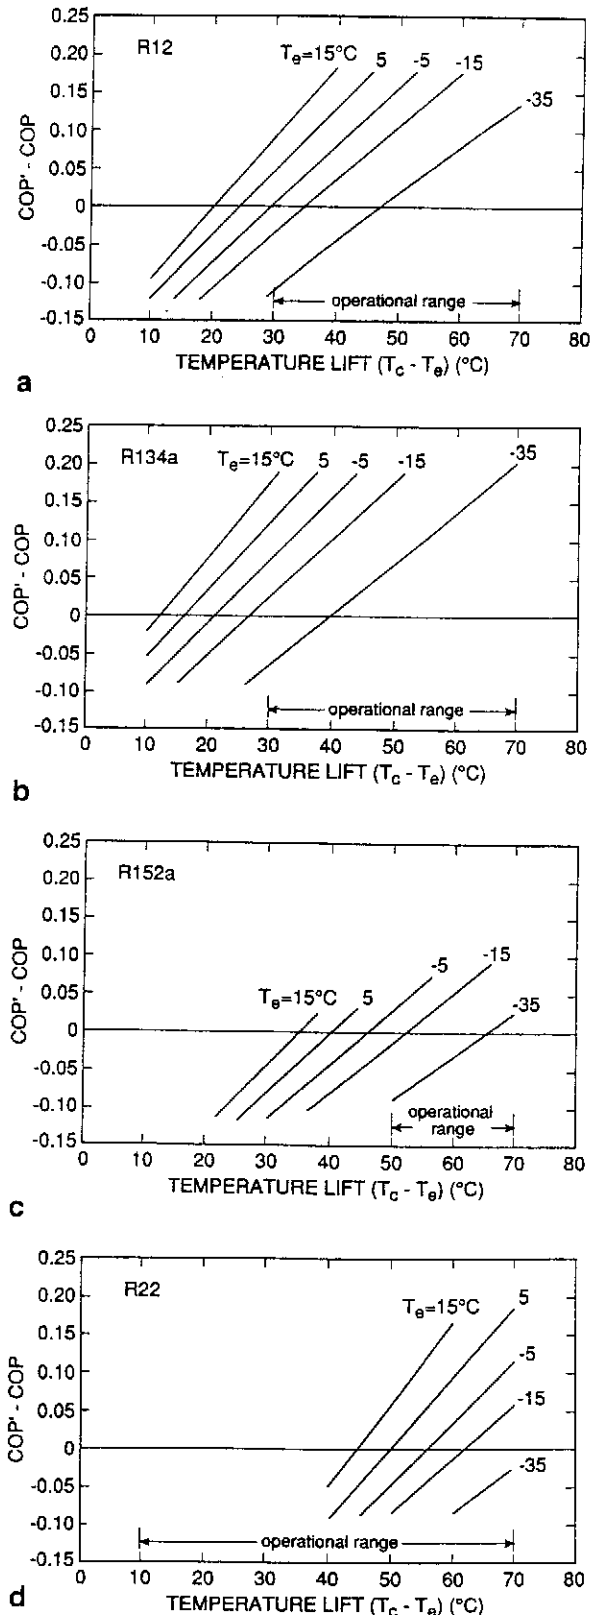 0.25
R12
Te=15°C 5 -5 -15
0.20
-35
0.15
0.10
0.05
0
-0.05
-0.10
operational range
-0.15
COP' - COP
0 10 20 30 40 50 60 70 80
TEMPERATURE LIFT (Tc - Te) (°C)
a
0.25
R134a
Te=15°C 5 -5 -15 -35
0.20
0.15
0.10
0.05
0
-0.05
-0.10
operational range
-0.15
COP' - COP
0 10 20 30 40 50 60 70 80
TEMPERATURE LIFT (Tc - Te) (°C)
b
0.25
R152a
0.20
0.15
0.10
-5 -15
Te=15°C 5 -35
0.05
0
-0.05
-0.10
operational
range
-0.15
COP' - COP
0 10 20 30 40 50 60 70 80
TEMPERATURE LIFT (Tc - Te) (°C)
c
0.25
R22
0.20
Te=15°C 5
0.15
-5
0.10
-15
0.05
0
-35
-0.05
-0.10
operational range
-0.15
COP' - COP
0 10 20 30 40 50 60 70 80
TEMPERATURE LIFT (Tc - Te) (°C)
d